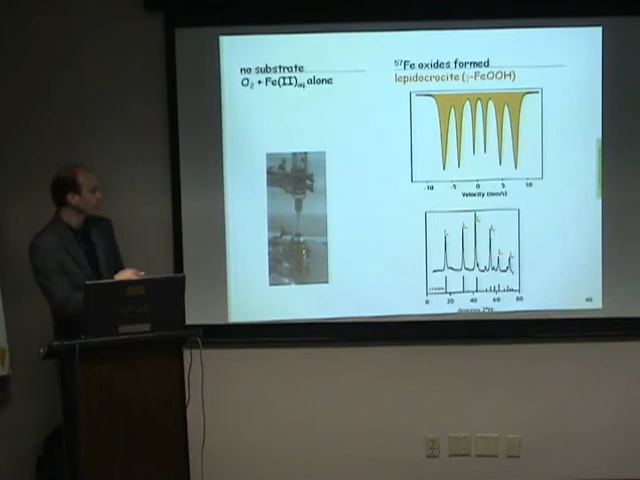 no substrate
O₂ + Fe(II)aq alone
⁵⁷Fe oxides formed
lepidocrocite (γ-FeOOH)
-10 -5 0 5 10
Velocity (mm/s)
0 20 40 60 80
VAIO